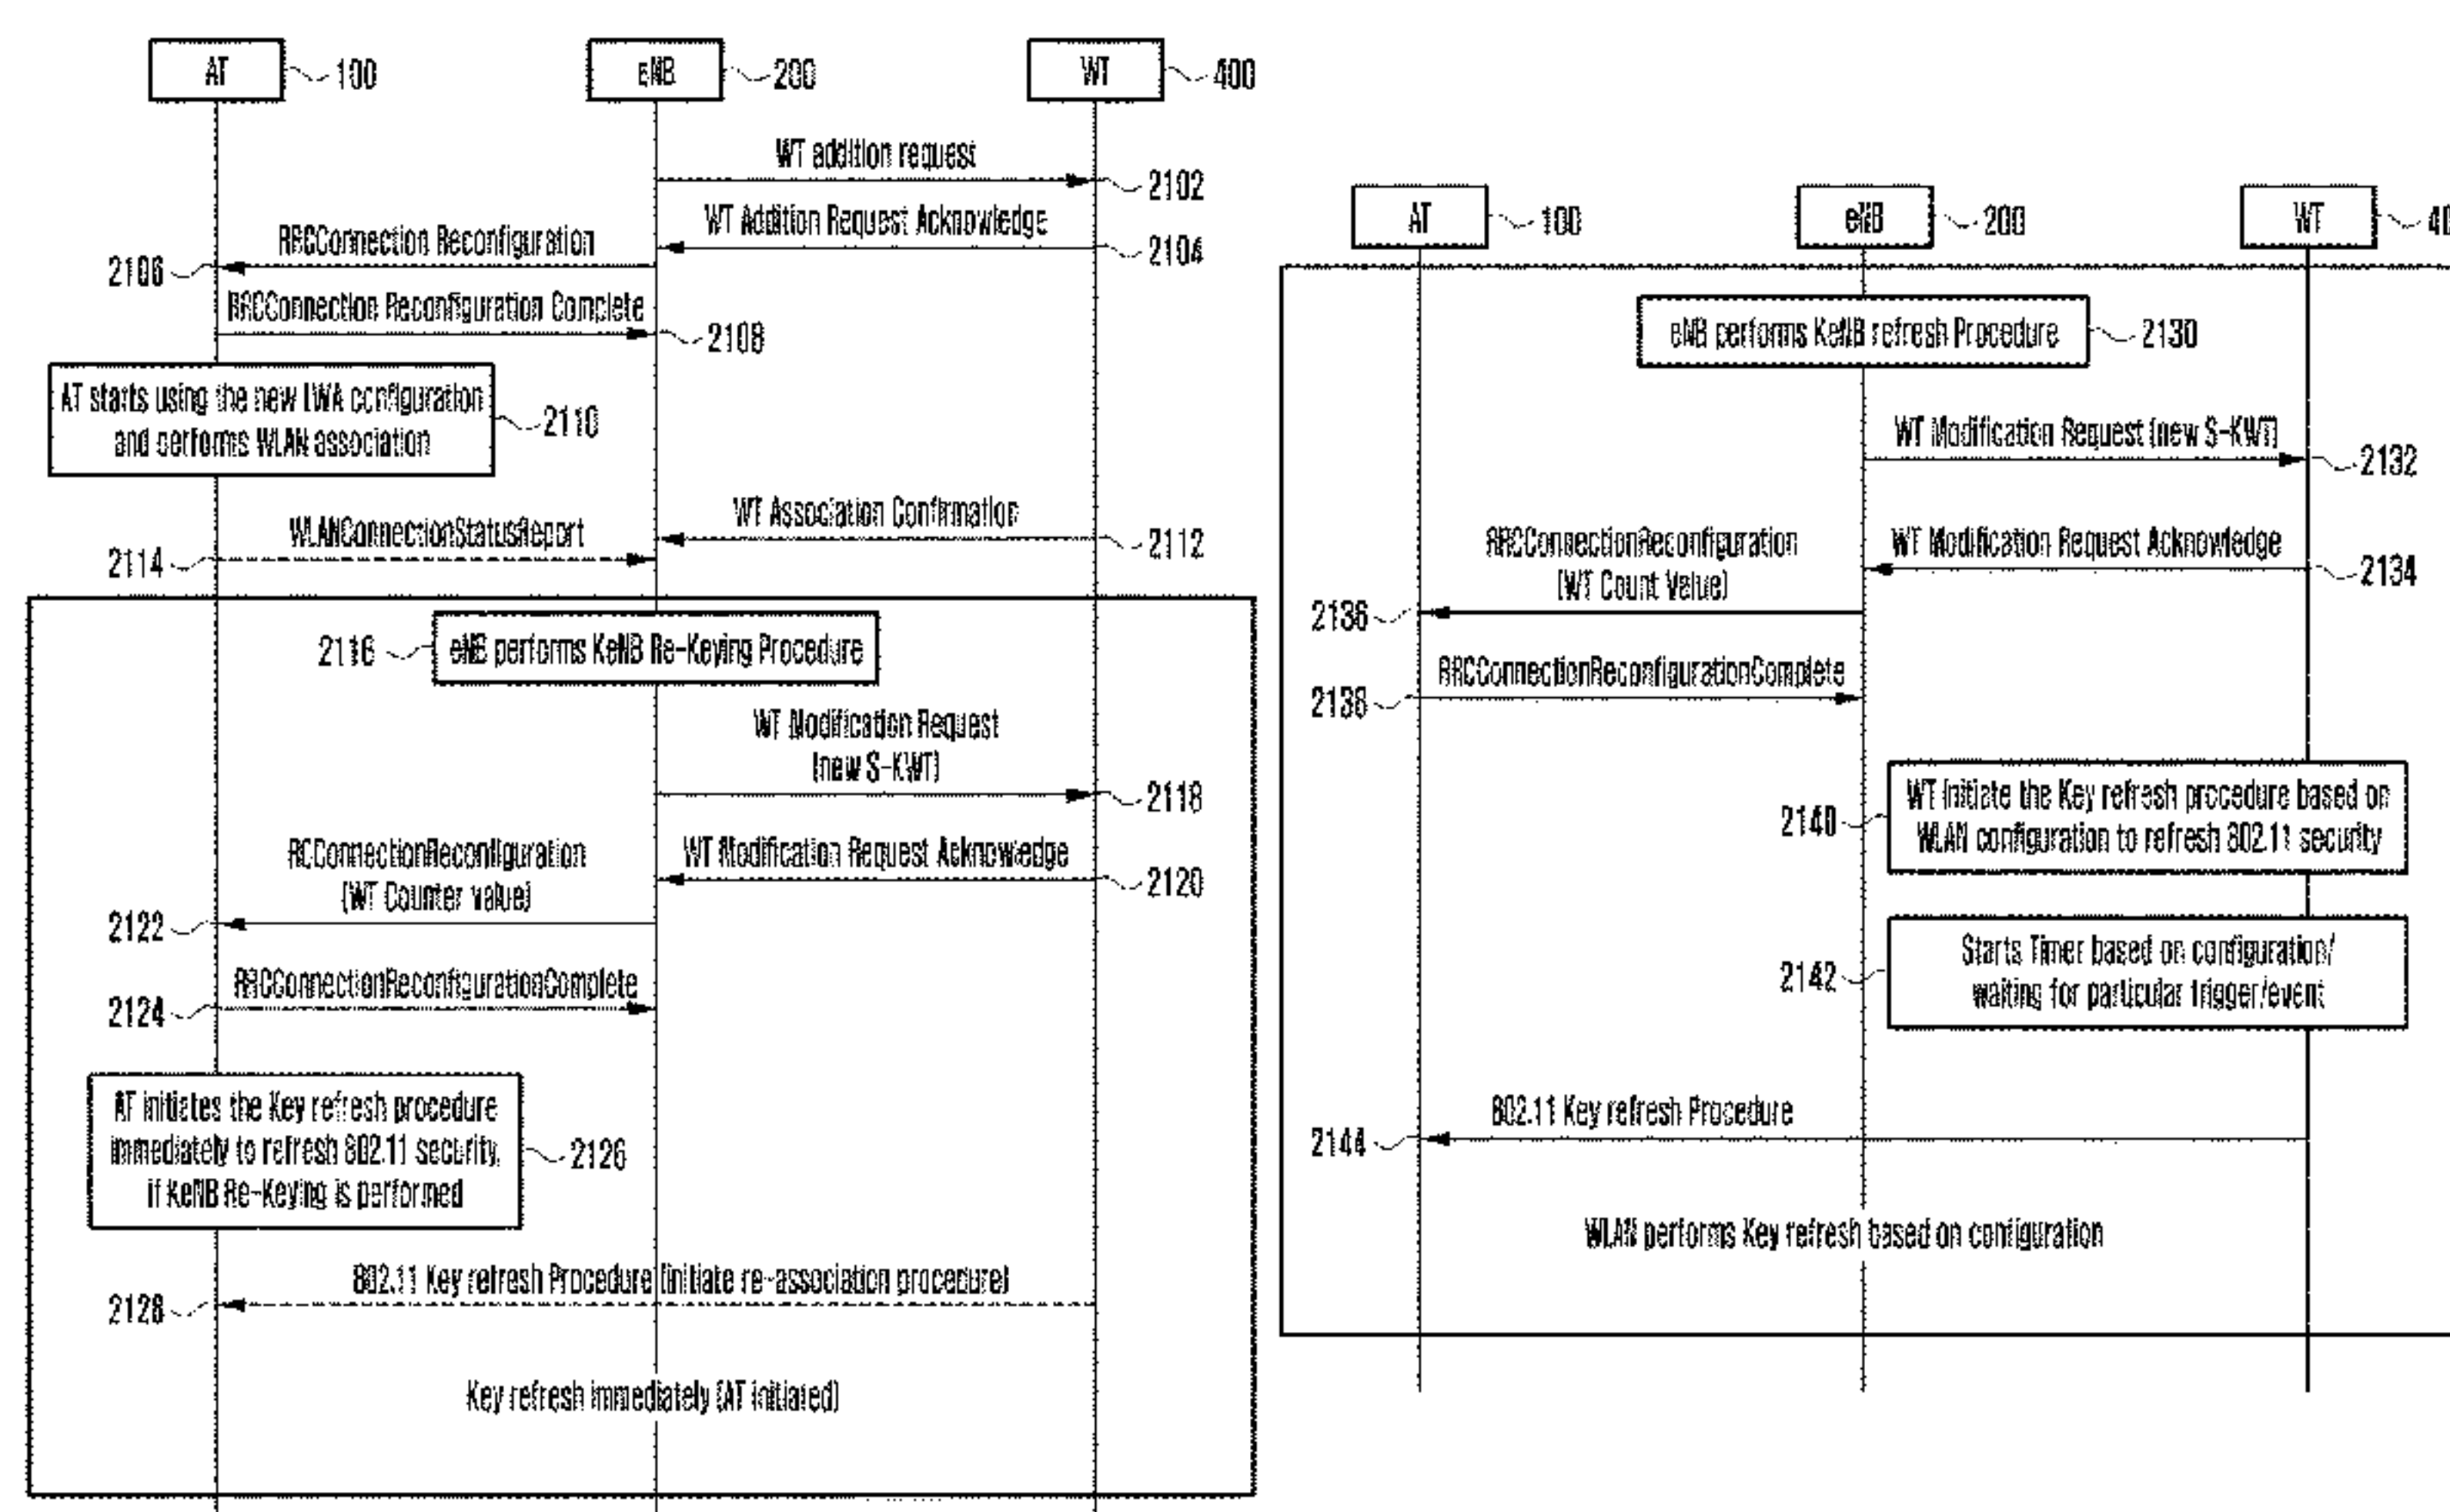 AT
100
eNB
200
WT
400
WT addition request
2102
WT Addition Request Acknowledge
2104
RRCConnection Reconfiguration
2106
RRCConnection Reconfiguration Complete
2108
AT starts using the new LWA configuration
and performs WLAN association
2110
WT Association Confirmation
2112
WLANConnectionStatusReport
2114
2116
eNB performs KeNB Re-Keying Procedure
WT Modification Request
(new S-KWT)
2118
WT Modification Request Acknowledge
2120
RCConnectionReconfiguration
(WT Counter value)
2122
RRCConnectionReconfigurationComplete
2124
AT initiates the Key refresh procedure
immediately to refresh 802.11 security,
if KeNB Re-Keying is performed
2126
802.11 Key refresh Procedure (initiate re-association procedure)
2128
Key refresh immediately (AT initiated)
AT
100
eNB
200
WT
40
eNB performs KeNB refresh Procedure
2130
WT Modification Request (new S-KWT)
2132
WT Modification Request Acknowledge
2134
RRCConnectionReconfiguration
(WT Count Value)
2136
RRCConnectionReconfigurationComplete
2138
WT initiate the Key refresh procedure based on
WLAN configuration to refresh 802.11 security
2140
Starts Timer based on configuration/
waiting for particular trigger/event
2142
802.11 Key refresh Procedure
2144
WLAN performs Key refresh based on configuration